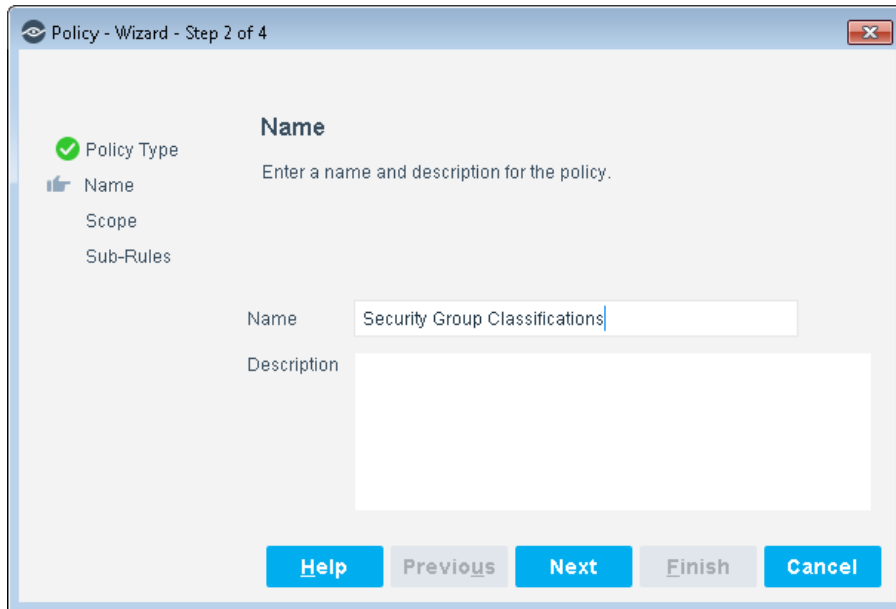 Policy - Wizard - Step 2 of 4
Policy Type
Name
Scope
Sub-Rules
Name
Enter a name and description for the policy.
Name Security Group Classifications
Description
Help Previous Next Finish Cancel